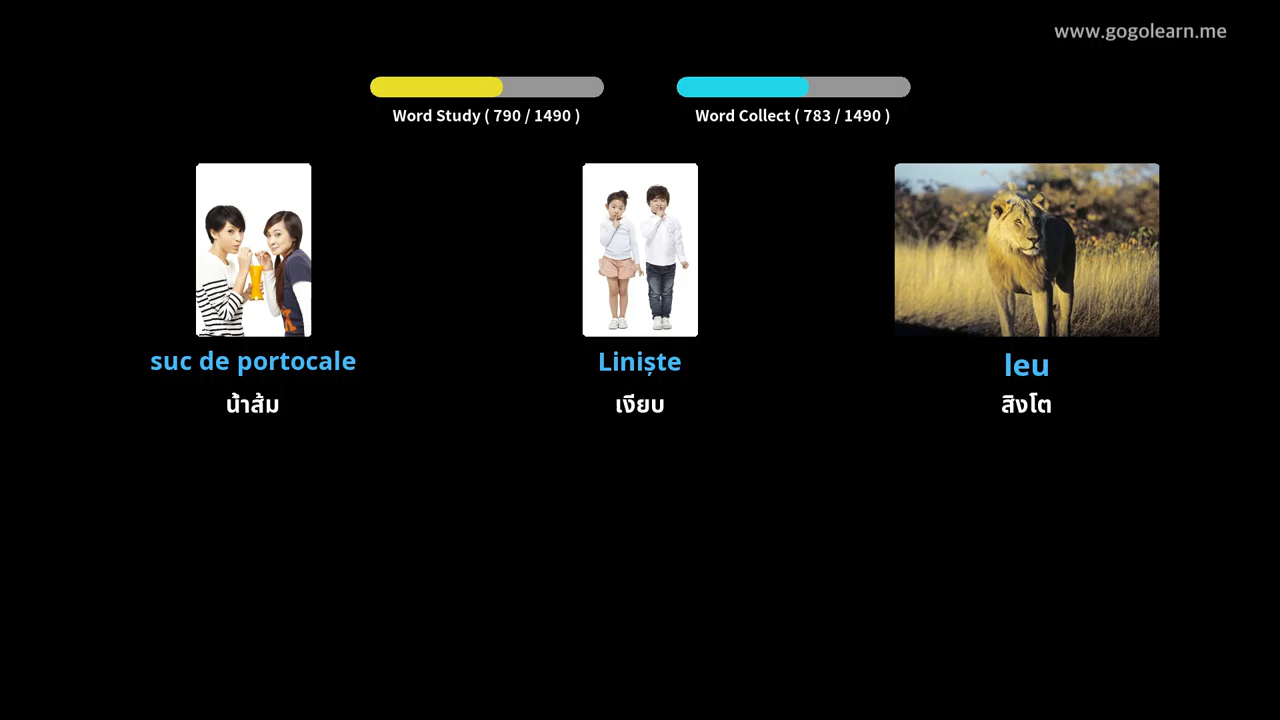 www.gogolearn.me
Word Study ( 790 / 1490 )
Word Collect ( 783 / 1490 )
suc de portocale
Liniște
leu
น้ำส้ม
เงียบ
สิงโต